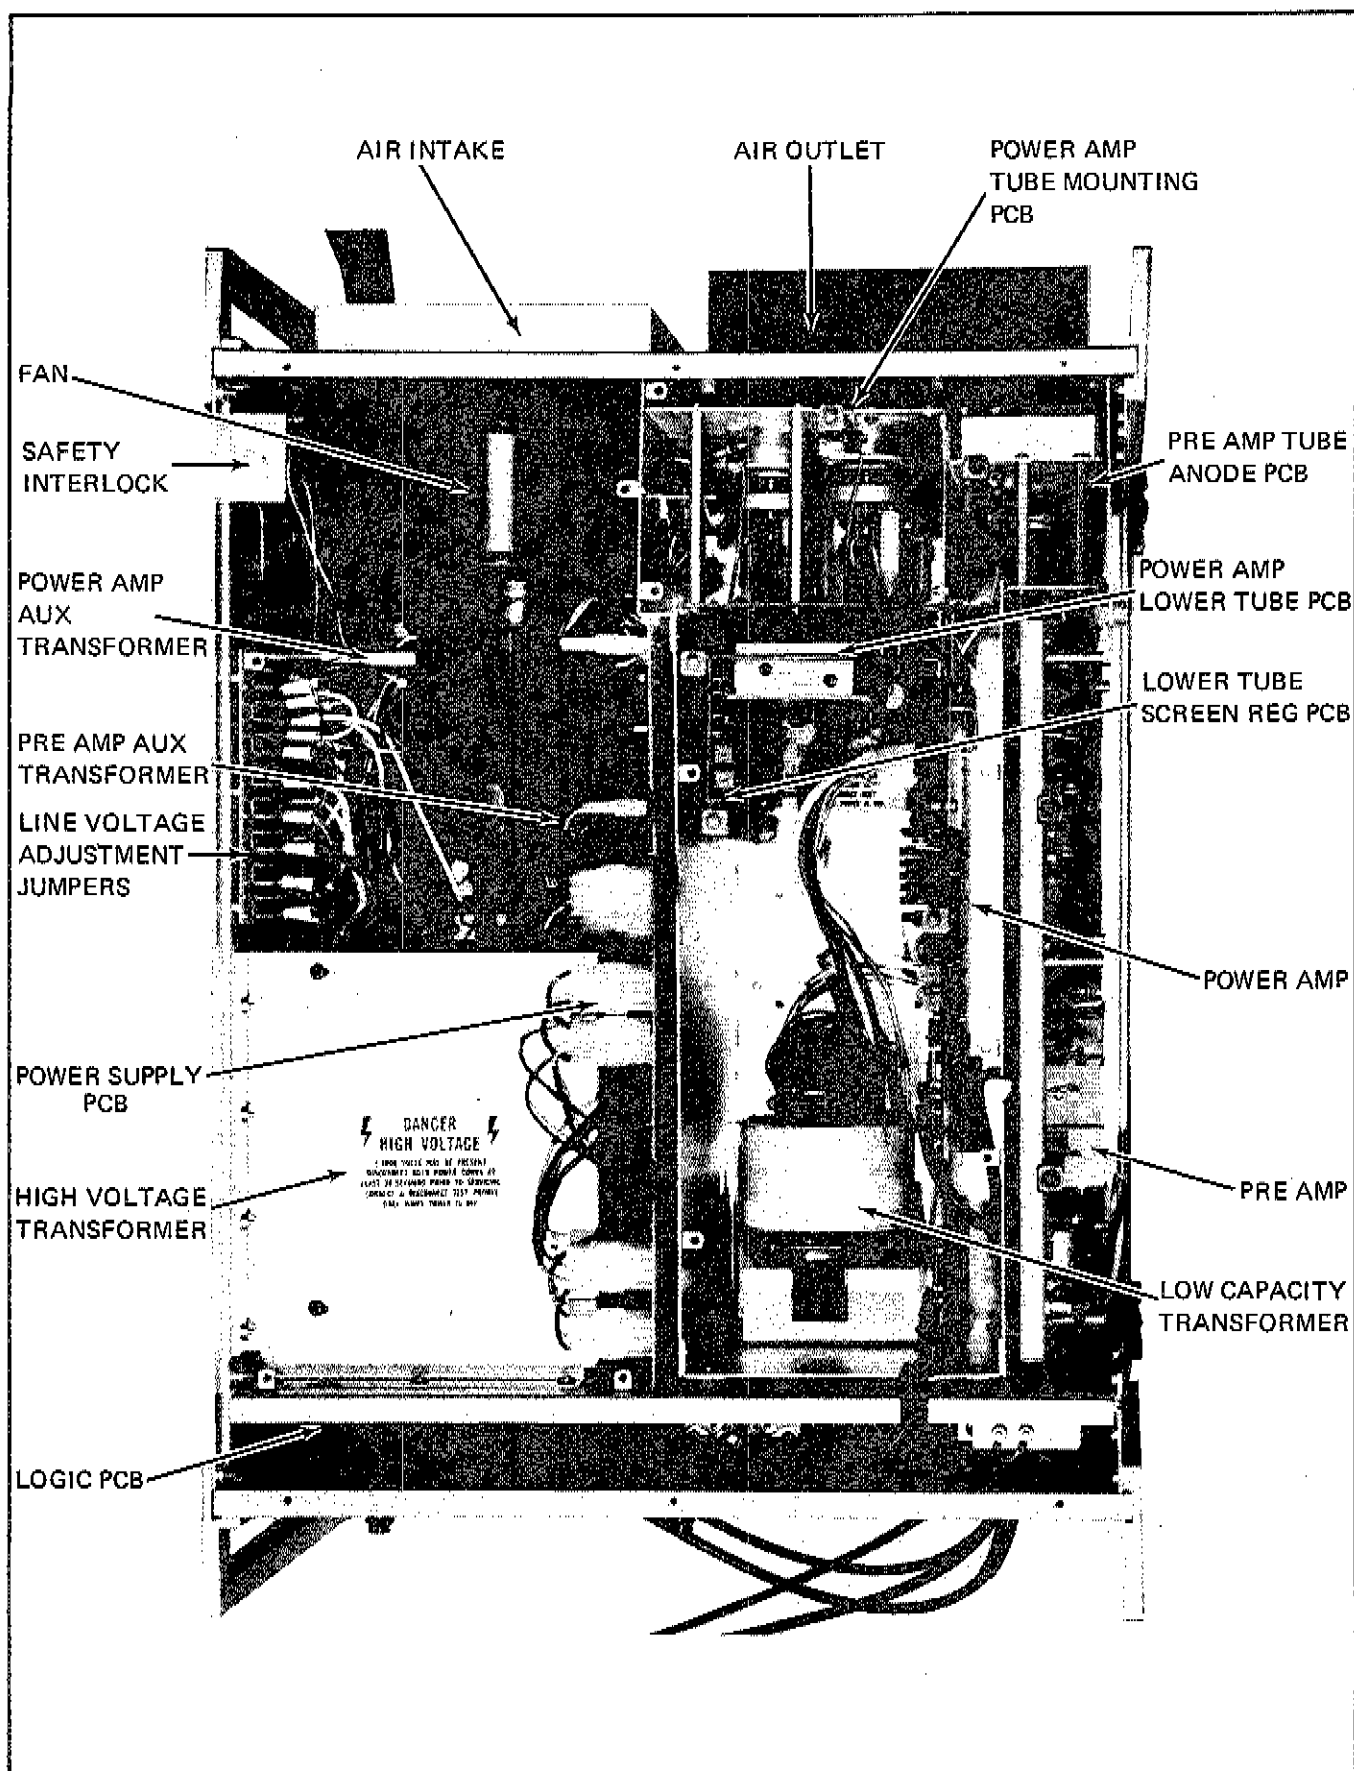 AIR INTAKE
AIR OUTLET
POWER AMP
TUBE MOUNTING
PCB
FAN
SAFETY
INTERLOCK
PRE AMP TUBE
ANODE PCB
POWER AMP
AUX
TRANSFORMER
POWER AMP
LOWER TUBE PCB
LOWER TUBE
SCREEN REG PCB
PRE AMP AUX
TRANSFORMER
LINE VOLTAGE
ADJUSTMENT
JUMPERS
POWER AMP
POWER SUPPLY
PCB
DANGER
HIGH VOLTAGE
HIGH VOLTAGE
TRANSFORMER
PRE AMP
LOW CAPACITY
TRANSFORMER
LOGIC PCB